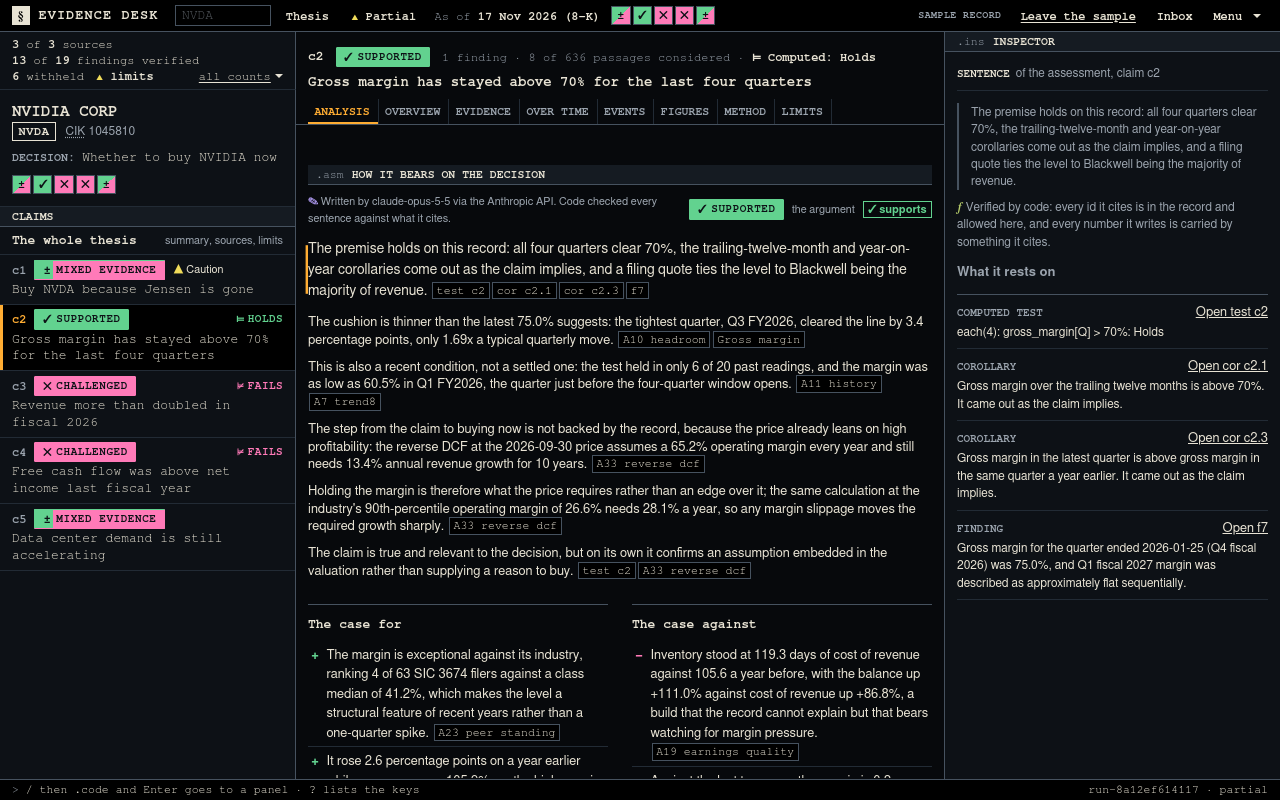 § EVIDENCE DESK NVDA Thesis ▲ Partial As of 17 Nov 2026 (8-K) ± ✓ ✕ ✕ ± SAMPLE RECORD Leave the sample Inbox Menu
3 of 3 sources
13 of 19 findings verified
6 withheld ▲ limits all counts
NVIDIA CORP
NVDA CIK 1045810
DECISION: Whether to buy NVIDIA now
± ✓ ✕ ✕ ±
CLAIMS
The whole thesis summary, sources, limits
c1 ± MIXED EVIDENCE ▲ Caution
Buy NVDA because Jensen is gone
c2 ✓ SUPPORTED ⊨ HOLDS
Gross margin has stayed above 70%
for the last four quarters
c3 ✕ CHALLENGED ⊭ FAILS
Revenue more than doubled in
fiscal 2026
c4 ✕ CHALLENGED ⊭ FAILS
Free cash flow was above net
income last fiscal year
c5 ± MIXED EVIDENCE
Data center demand is still
accelerating
c2 ✓ SUPPORTED 1 finding · 8 of 636 passages considered · ⊨ Computed: Holds
Gross margin has stayed above 70% for the last four quarters
ANALYSIS OVERVIEW EVIDENCE OVER TIME EVENTS FIGURES METHOD LIMITS
.asm HOW IT BEARS ON THE DECISION
✎ Written by claude-opus-5-5 via the Anthropic API. Code checked every
sentence against what it cites.
✓ SUPPORTED the argument ✓ supports
The premise holds on this record: all four quarters clear 70%, the trailing-twelve-month and year-on-
year corollaries come out as the claim implies, and a filing quote ties the level to Blackwell being the
majority of revenue. test c2 cor c2.1 cor c2.3 f7
The cushion is thinner than the latest 75.0% suggests: the tightest quarter, Q3 FY2026, cleared the line by 3.4
percentage points, only 1.69x a typical quarterly move. A10 headroom Gross margin
This is also a recent condition, not a settled one: the test held in only 6 of 20 past readings, and the margin was
as low as 60.5% in Q1 FY2026, the quarter just before the four-quarter window opens. A11 history
A7 trend8
The step from the claim to buying now is not backed by the record, because the price already leans on high
profitability: the reverse DCF at the 2026-09-30 price assumes a 65.2% operating margin every year and still
needs 13.4% annual revenue growth for 10 years. A33 reverse dcf
Holding the margin is therefore what the price requires rather than an edge over it; the same calculation at the
industry's 90th-percentile operating margin of 26.6% needs 28.1% a year, so any margin slippage moves the
required growth sharply. A33 reverse dcf
The claim is true and relevant to the decision, but on its own it confirms an assumption embedded in the
valuation rather than supplying a reason to buy. test c2 A33 reverse dcf
The case for
+ The margin is exceptional against its industry,
ranking 4 of 63 SIC 3674 filers against a class
median of 41.2%, which makes the level a
structural feature of recent years rather than a
one-quarter spike. A23 peer standing
+ It rose 2.6 percentage points on a year earlier
The case against
− Inventory stood at 119.3 days of cost of revenue
against 105.6 a year before, with the balance up
+111.0% against cost of revenue up +86.8%, a
build that the record cannot explain but that bears
watching for margin pressure.
A19 earnings quality
.ins INSPECTOR
SENTENCE of the assessment, claim c2
The premise holds on this record: all four quarters clear
70%, the trailing-twelve-month and year-on-year
corollaries come out as the claim implies, and a filing
quote ties the level to Blackwell being the majority of
revenue.
ƒ Verified by code: every id it cites is in the record and
allowed here, and every number it writes is carried by
something it cites.
What it rests on
COMPUTED TEST Open test c2
each(4): gross_margin[Q] > 70%: Holds
COROLLARY Open cor c2.1
Gross margin over the trailing twelve months is above 70%.
It came out as the claim implies.
COROLLARY Open cor c2.3
Gross margin in the latest quarter is above gross margin in
the same quarter a year earlier. It came out as the claim
implies.
FINDING Open f7
Gross margin for the quarter ended 2026-01-25 (Q4 fiscal
2026) was 75.0%, and Q1 fiscal 2027 margin was
described as approximately flat sequentially.
> / then .code and Enter goes to a panel · ? lists the keys run-8a12ef614117 · partial